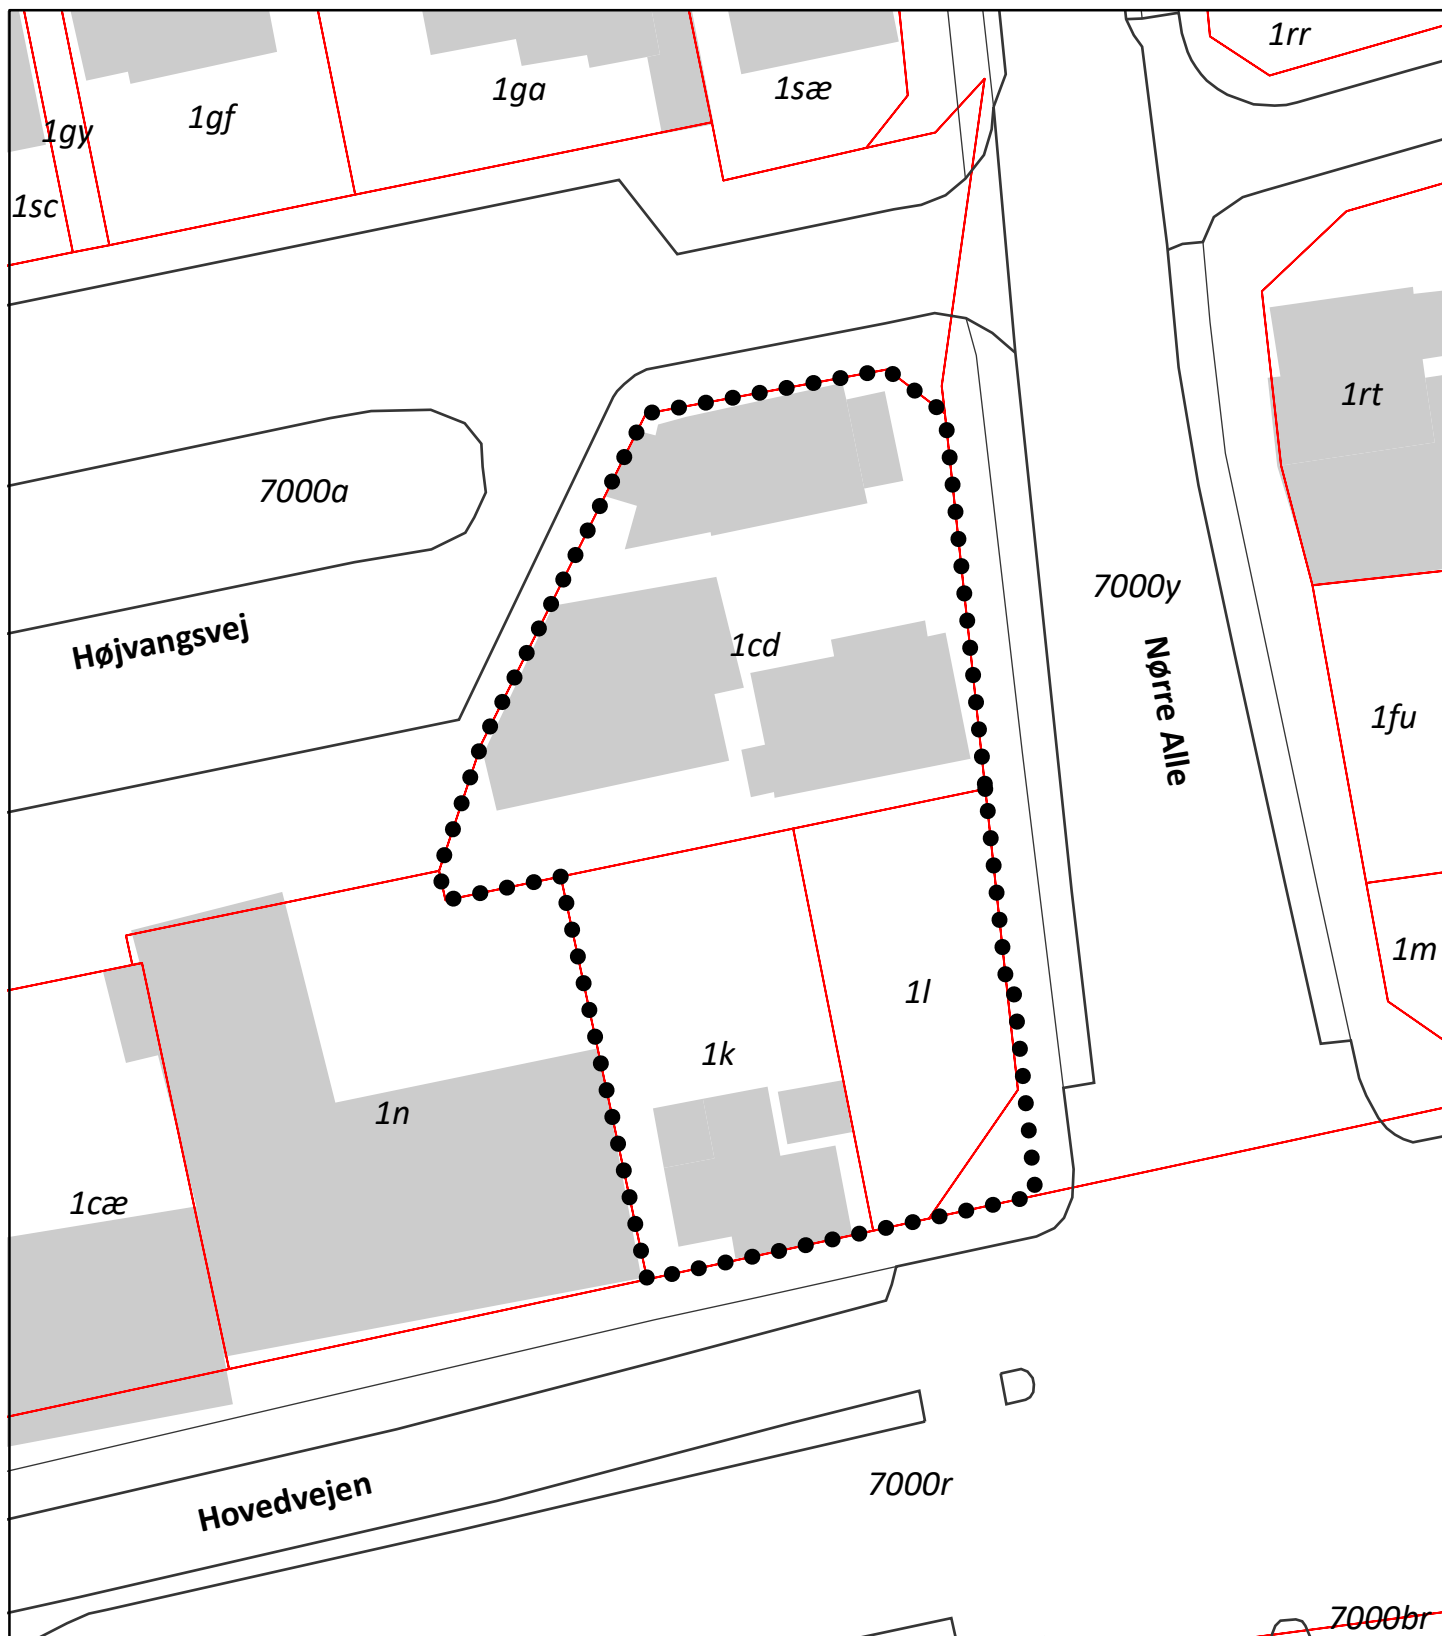 1rr
1ga
1sæ
1gf
1gy
1sc
1rt
7000a
7000y
Højvangsvej
1cd
Nørre Alle
1fu
1m
1l
1k
1n
1cæ
7000r
Hovedvejen
7000br